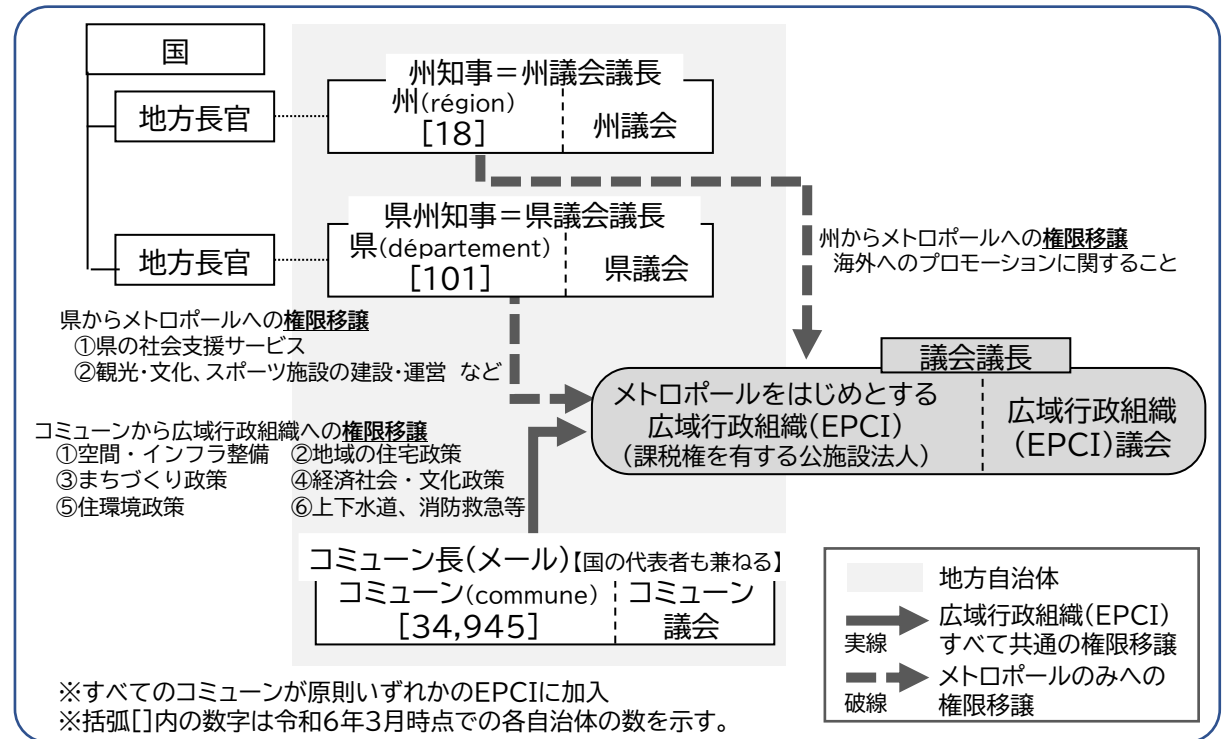 国
地方長官
州知事＝州議会議長
州(région)
[18]
州議会
地方長官
県州知事＝県議会議長
県(département)
[101]
県議会
州からメトロポールへの権限移譲
海外へのプロモーションに関すること
県からメトロポールへの権限移譲
①県の社会支援サービス
②観光・文化、スポーツ施設の建設・運営 など
議会議長
メトロポールをはじめとする
広域行政組織(EPCI)
(課税権を有する公施設法人)
広域行政組織
(EPCI)議会
コミューンから広域行政組織への権限移譲
①空間・インフラ整備 ②地域の住宅政策
③まちづくり政策 ④経済社会・文化政策
⑤住環境政策 ⑥上下水道、消防救急等
コミューン長(メール)【国の代表者も兼ねる】
コミューン(commune)
[34,945]
コミューン
議会
地方自治体
実線
広域行政組織(EPCI)
すべて共通の権限移譲
破線
メトロポールのみへの
権限移譲
※すべてのコミューンが原則いずれかのEPCIに加入
※括弧[]内の数字は令和6年3月時点での各自治体の数を示す。